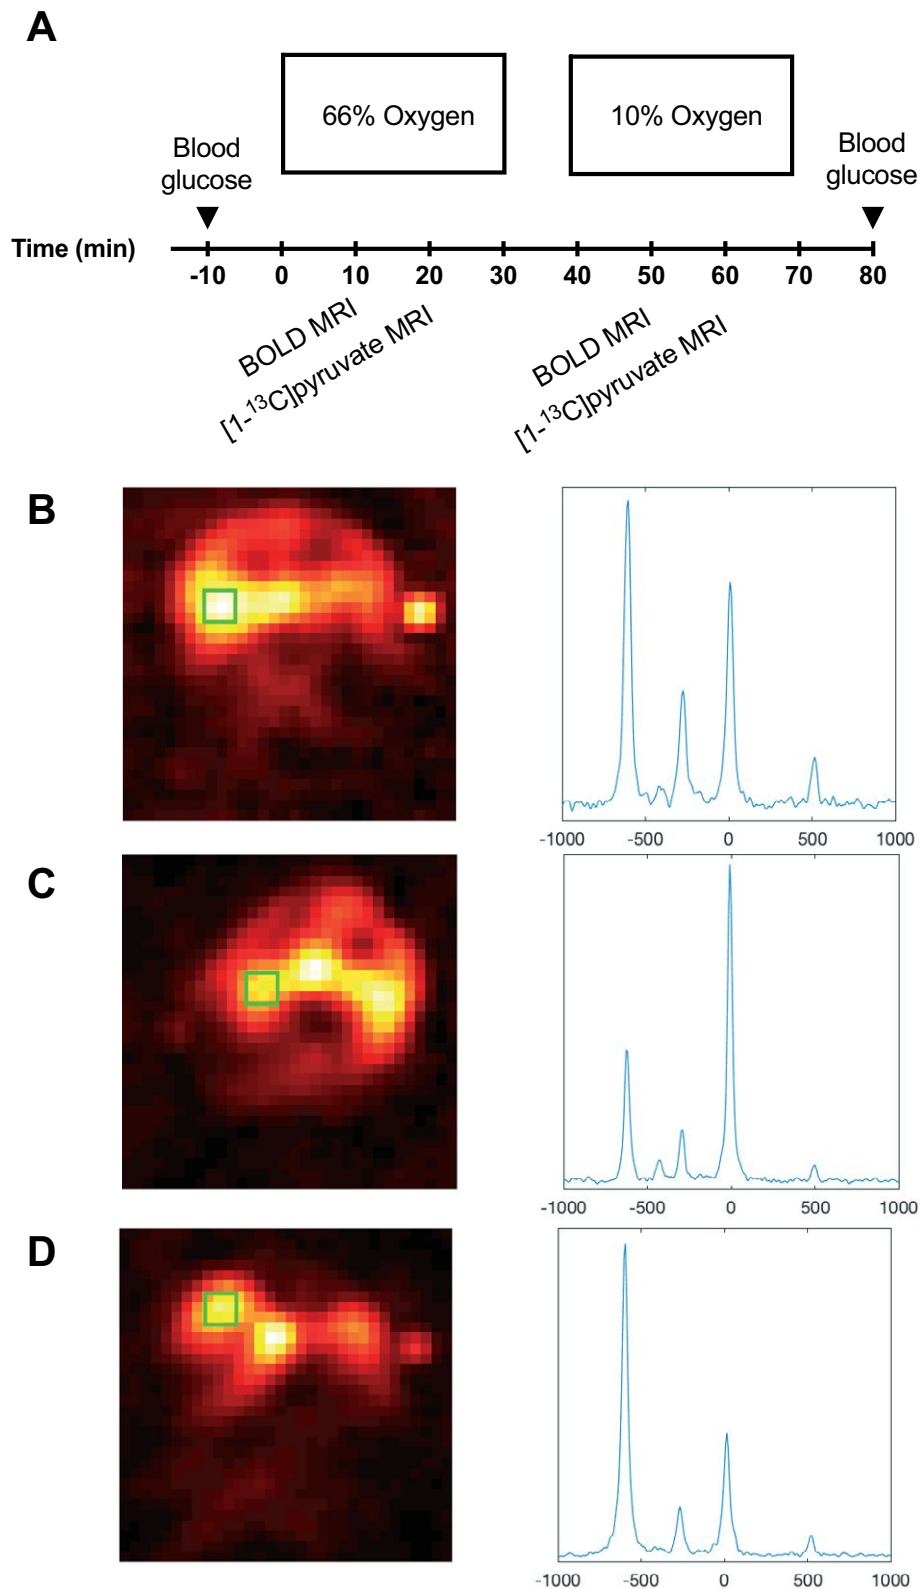 A
66% Oxygen
10% Oxygen
Blood
glucose
Blood
glucose
Time (min)
-10 0 10 20 30 40 50 60 70 80
BOLD MRI
[1-¹³C]pyruvate MRI
BOLD MRI
[1-¹³C]pyruvate MRI
B
-1000 -500 0 500 1000
C
-1000 -500 0 500 1000
D
-1000 -500 0 500 1000